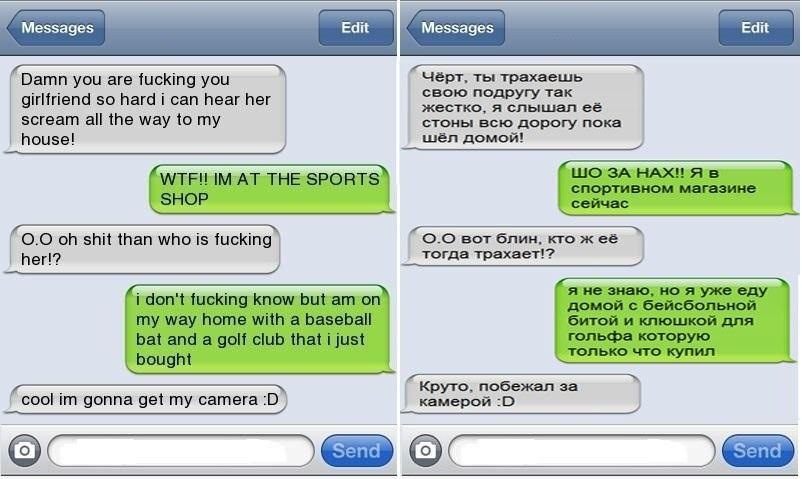 Messages
Edit
Damn you are fucking you
girlfriend so hard i can hear her
scream all the way to my
house!
WTF!! IM AT THE SPORTS
SHOP
O.O oh shit than who is fucking
her!?
i don't fucking know but am on
my way home with a baseball
bat and a golf club that i just
bought
cool im gonna get my camera :D
Send
Messages
Edit
Чёрт, ты трахаешь
свою подругу так
жестко, я слышал её
стоны всю дорогу пока
шёл домой!
ШО ЗА НАХ!! Я в
спортивном магазине
сейчас
О.О вот блин, кто ж её
тогда трахает!?
я не знаю, но я уже еду
домой с бейсбольной
битой и клюшкой для
гольфа которую
только что купил
Круто, побежал за
камерой :D
Send